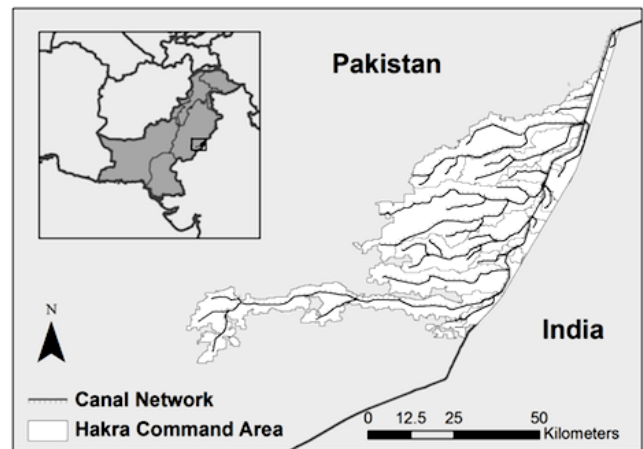 Pakistan
India
N
Canal Network
Hakra Command Area
0 12.5 25 50
Kilometers